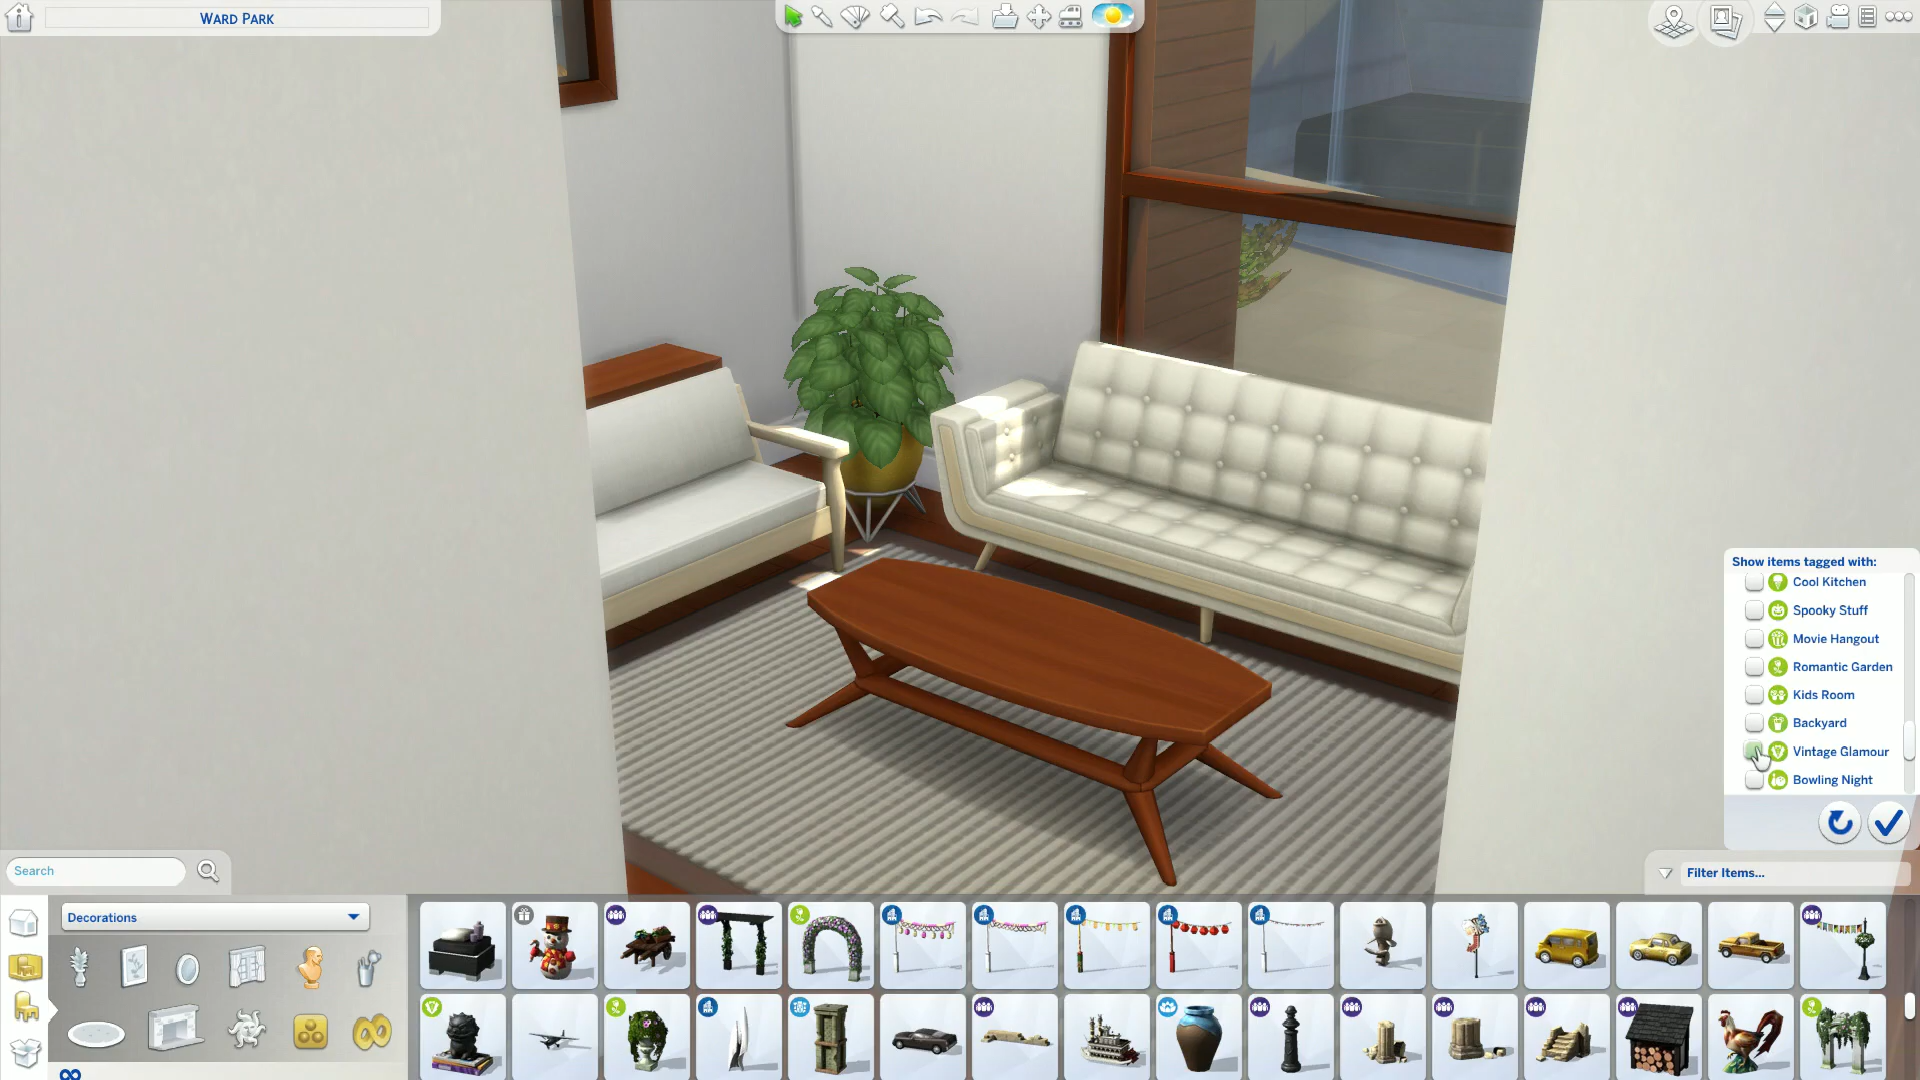 WARD PARK
Show items tagged with:
Cool Kitchen
Spooky Stuff
Movie Hangout
Romantic Garden
Kids Room
Backyard
Vintage Glamour
Bowling Night
Search
Filter Items...
Decorations